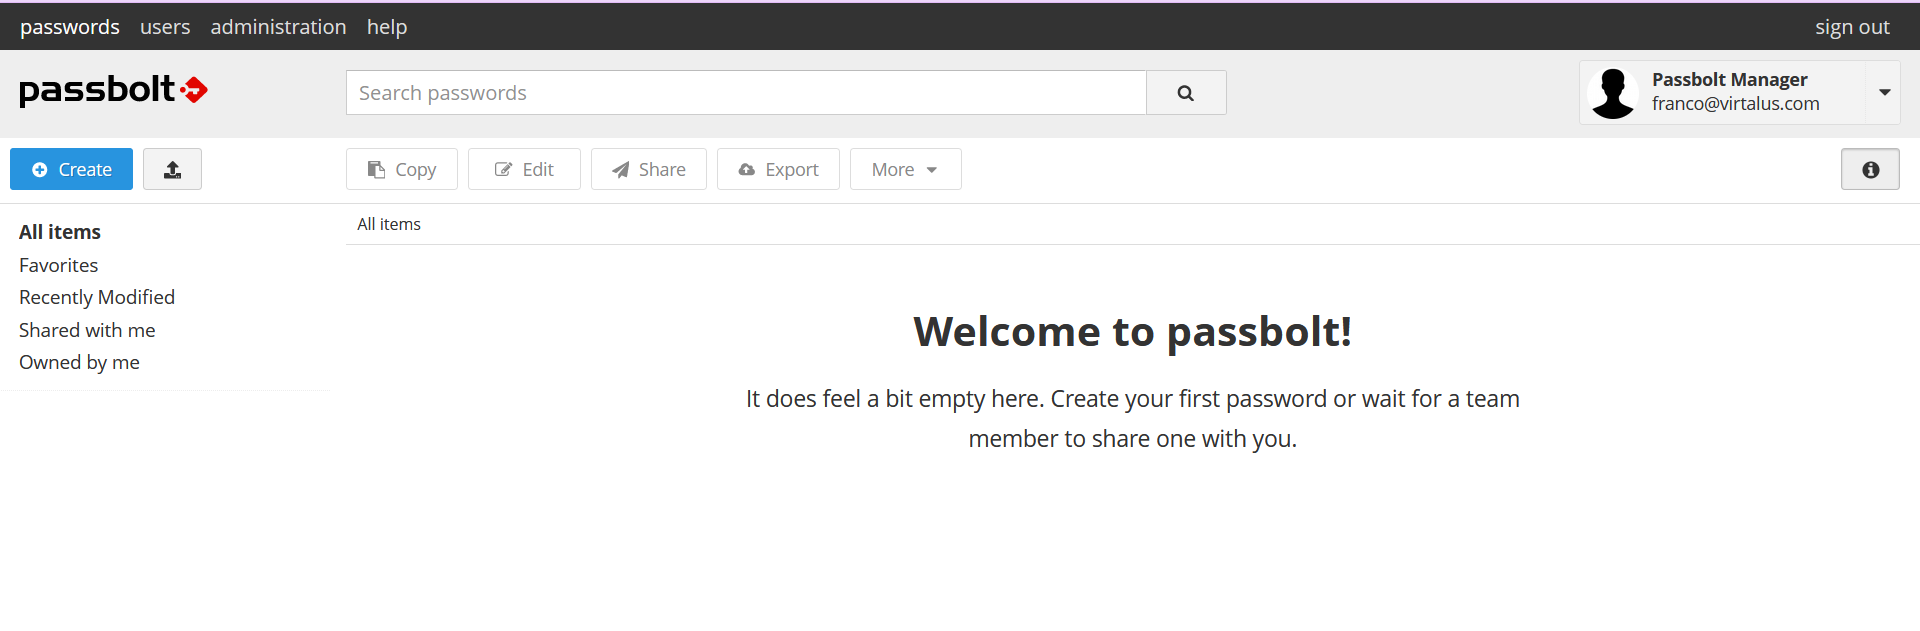 passwords users administration help sign out
passbolt
Search passwords
Passbolt Manager
franco@virtalus.com
Create Copy Edit Share Export More
All items
Favorites
Recently Modified
Shared with me
Owned by me
All items
Welcome to passbolt!
It does feel a bit empty here. Create your first password or wait for a team
member to share one with you.